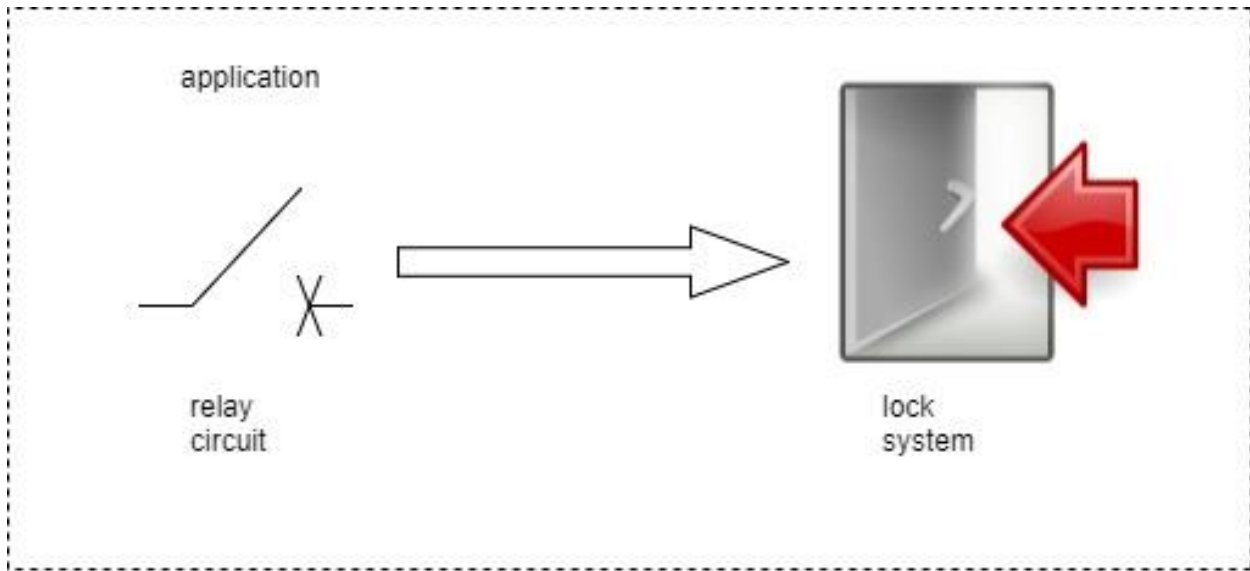 application
relay
circuit
lock
system